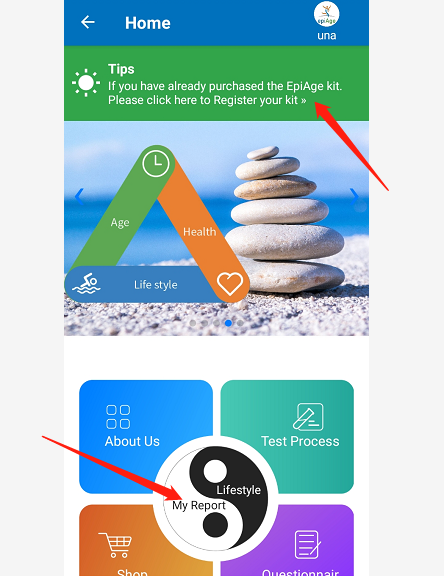 Home
epiAge
una
Tips
If you have already purchased the EpiAge kit.
Please click here to Register your kit »
Age
Health
Life style
About Us
Test Process
Lifestyle
My Report
Shop
Questionnair